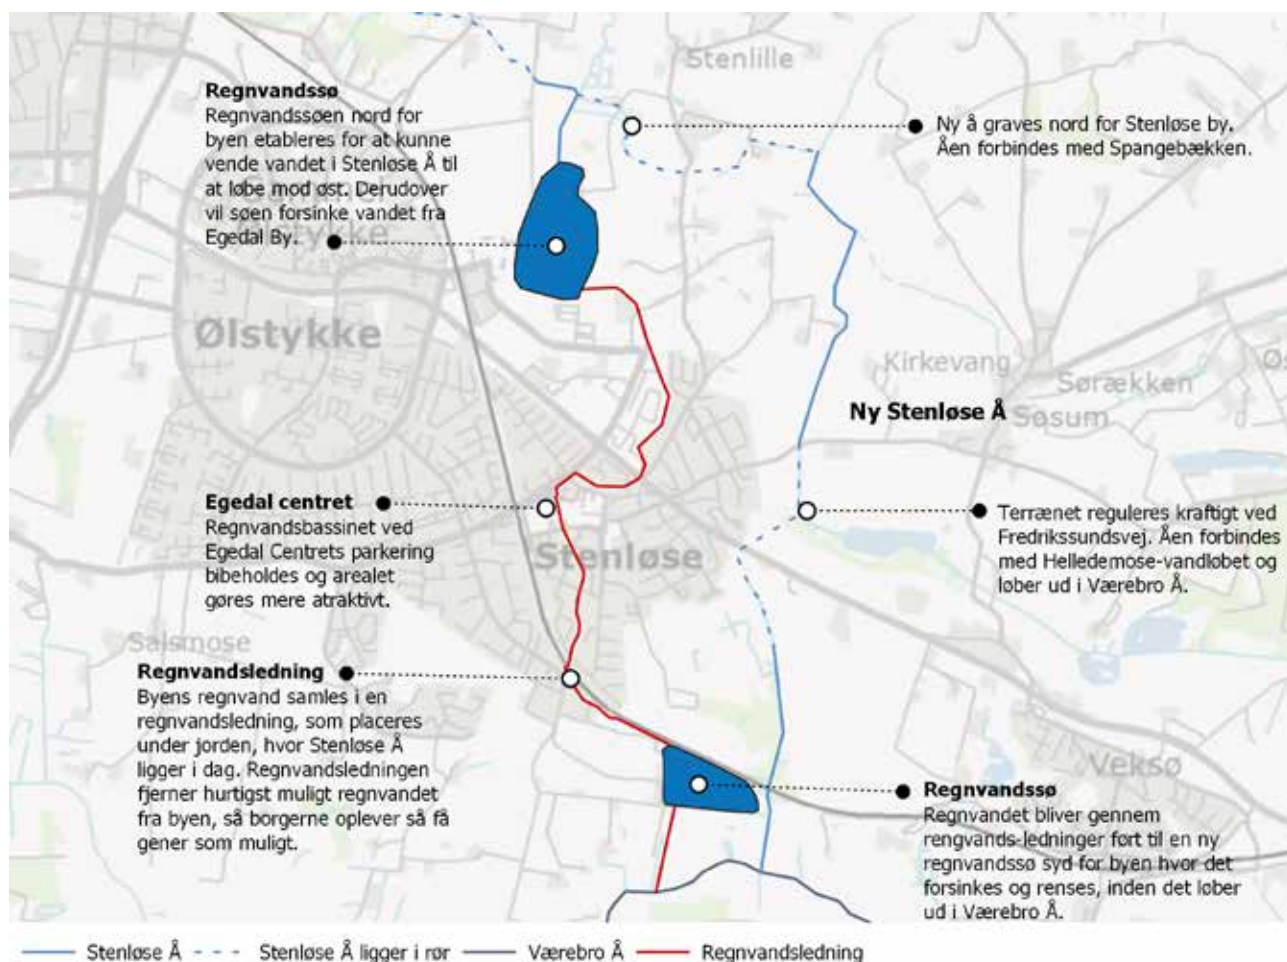 Stenlille
Regnvandssø
Regnvandssøen nord for
byen etableres for at kunne
vende vandet i Stenløse Å til
at løbe mod øst. Derudover
vil søen forsinke vandet fra
Egedal By.
Ny å graves nord for Stenløse by.
Åen forbindes med Spangebækken.
Ølstykke
Kirkevang
Sørækken
Ny Stenløse Å
Sosum
Egedal centret
Regnvandsbassinet ved
Egedal Centrets parkering
bibeholdes og arealet
gøres mere atraktivt.
Stenløse
Terrænet reguleres kraftigt ved
Fredrikssundsvej. Åen forbindes
med Helledemose-vandløbet og
løber ud i Værebro Å.
Salsmose
Regnvandsledning
Byens regnvand samles i en
regnvandsledning, som placeres
under jorden, hvor Stenløse Å
ligger i dag. Regnvandsledningen
fjerner hurtigst muligt regnvandet
fra byen, så borgerne oplever så få
gener som muligt.
Veksø
Regnvandssø
Regnvandet bliver gennem
rengvands-ledninger ført til en ny
regnvandssø syd for byen hvor det
forsinkes og renses, inden det løber
ud i Værebro Å.
Stenløse Å
Stenløse Å ligger i rør
Værebro Å
Regnvandsledning